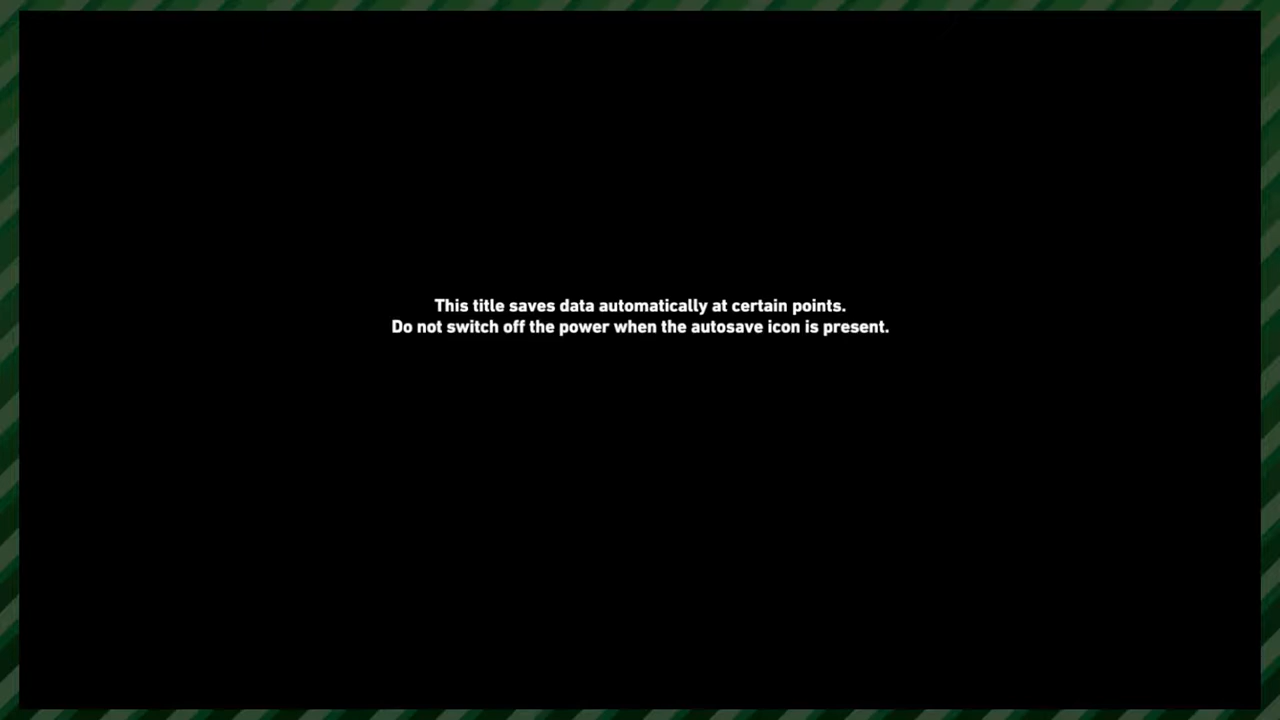 This title saves data automatically at certain points.
Do not switch off the power when the autosave icon is present.